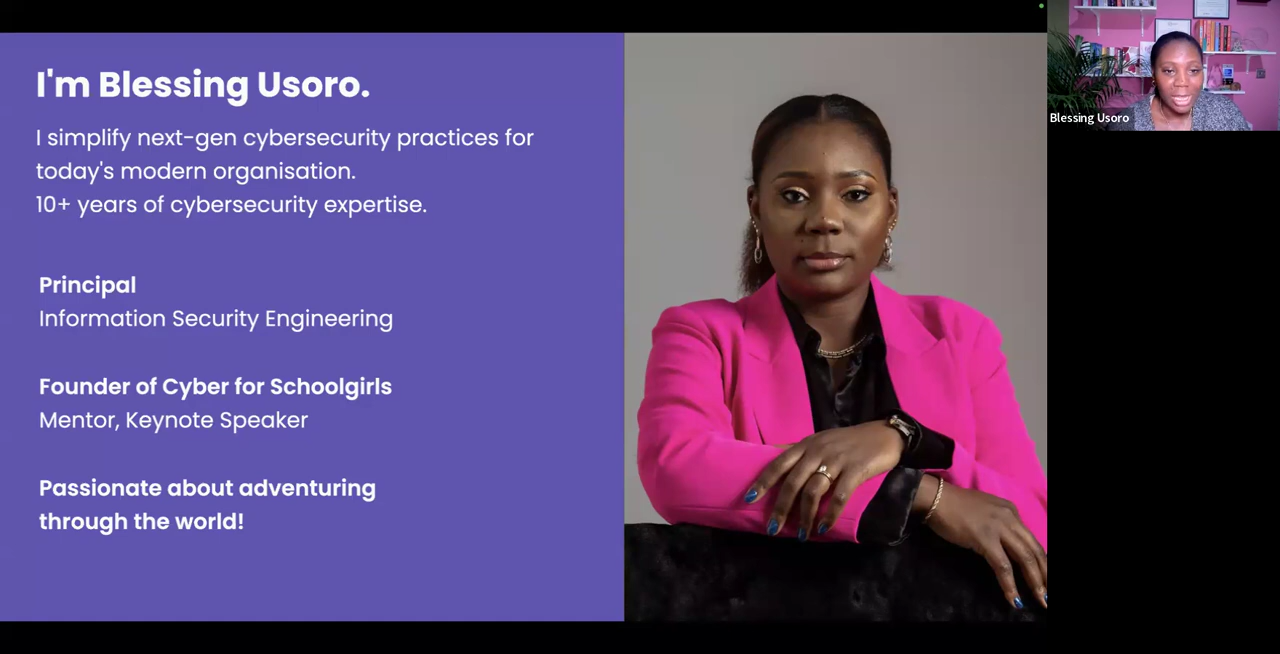 I'm Blessing Usoro.
I simplify next-gen cybersecurity practices for
today's modern organisation.
10+ years of cybersecurity expertise.
Principal
Information Security Engineering
Founder of Cyber for Schoolgirls
Mentor, Keynote Speaker
Passionate about adventuring
through the world!
Blessing Usoro